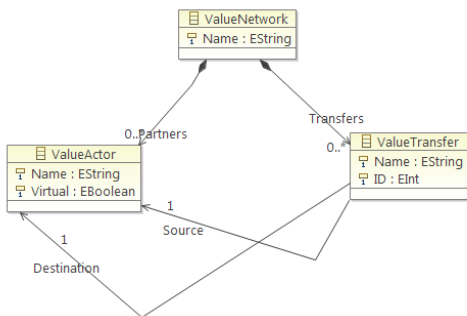 ValueNetwork
Name : EString
Transfers
0..Partners
0..*
ValueActor
Name : EString
Virtual : EBoolean
ValueTransfer
Name : EString
ID : EInt
1
Source
1
Destination